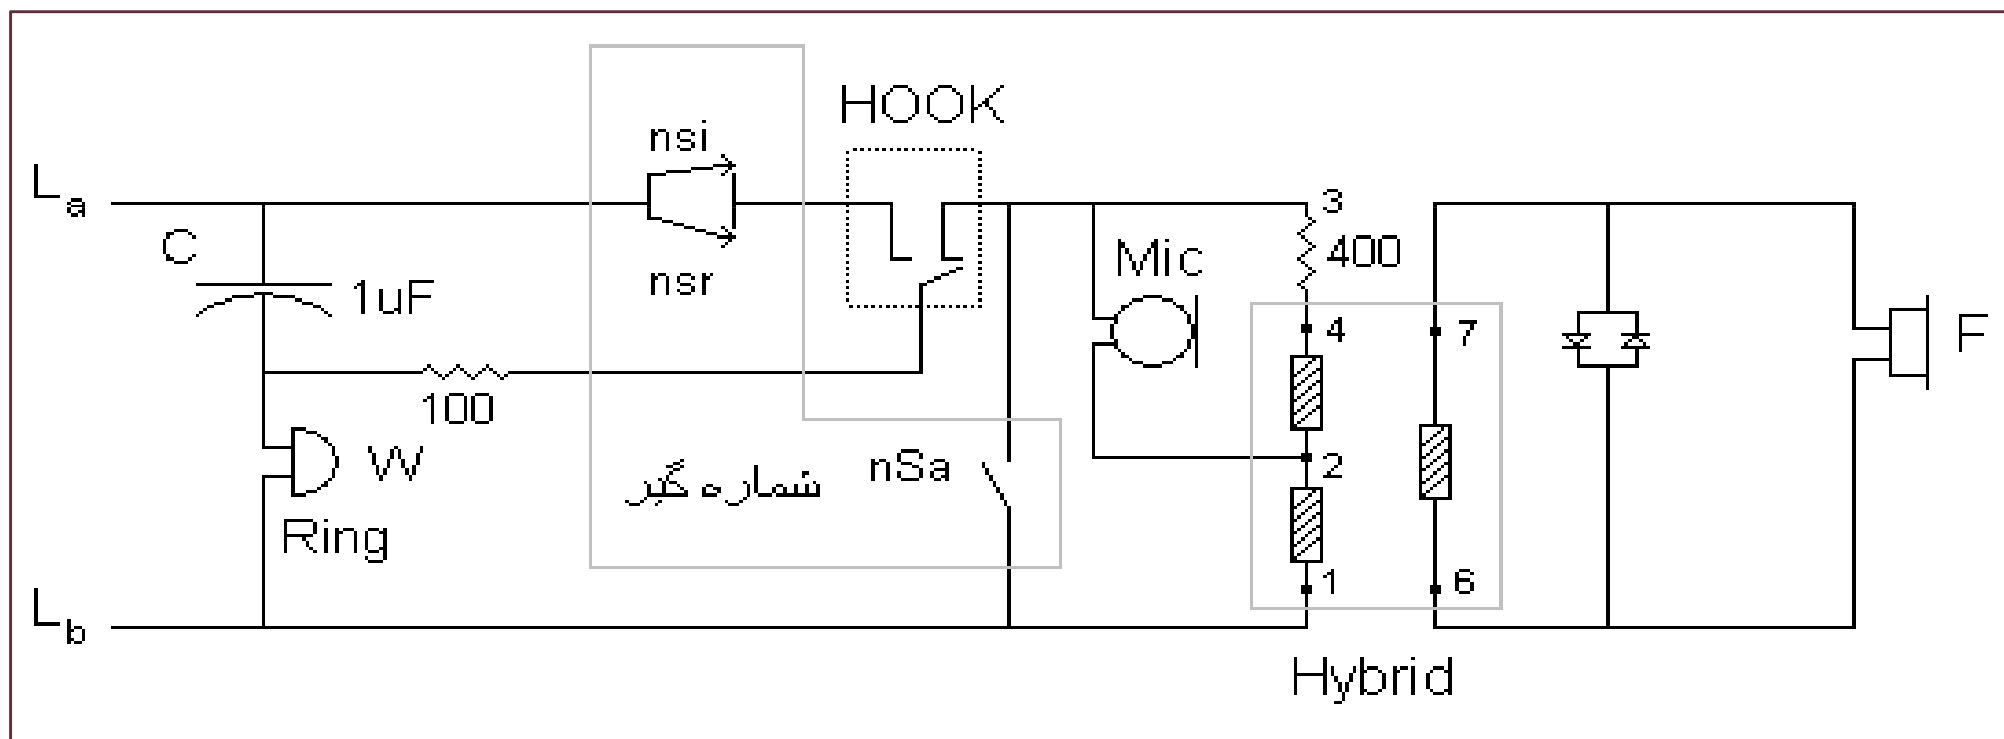 HOOK
nsi
La
C
nsr
1uF
3
400
Mic
4
7
F
100
2
W
شماره گیر
nSa
Ring
1
6
Lb
Hybrid